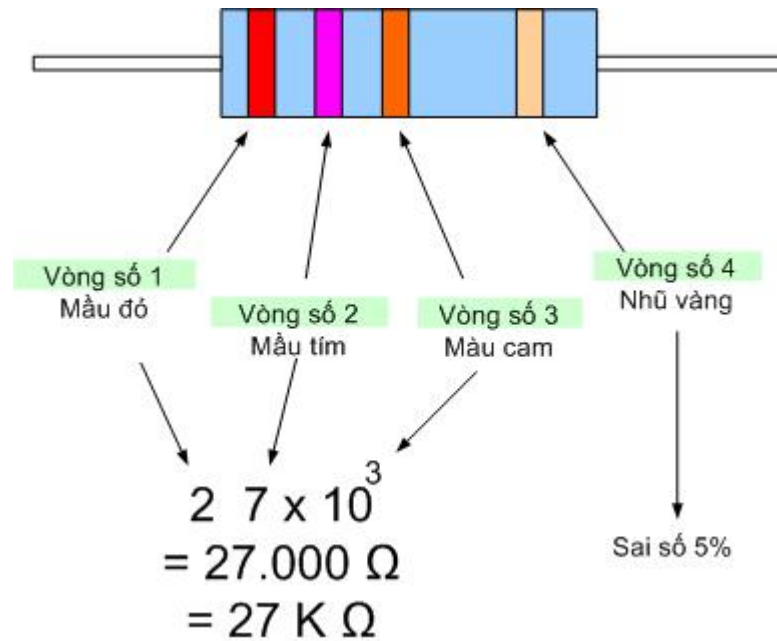 Vòng số 1
Mầu đỏ
Vòng số 2
Mầu tím
Vòng số 3
Màu cam
Vòng số 4
Nhũ vàng
2 7 x 10³
= 27.000 Ω
= 27 K Ω
Sai số 5%